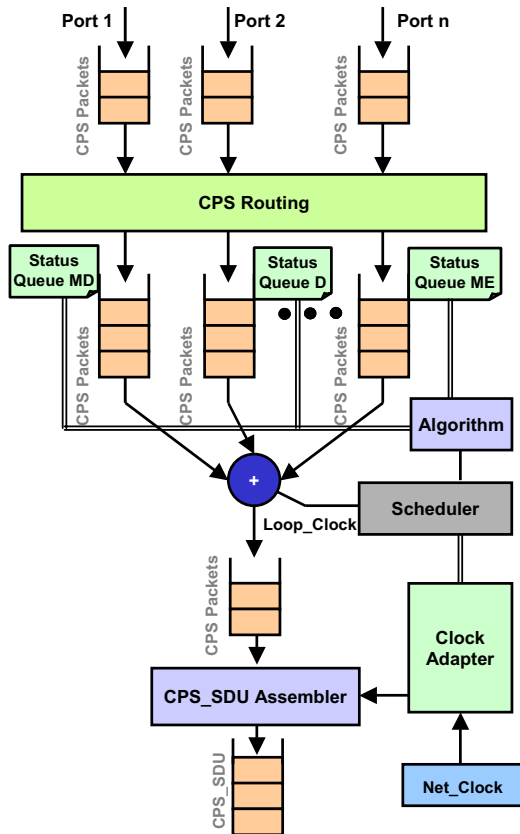 Port 1
Port 2
Port n
CPS Packets
CPS Packets
CPS Packets
CPS Routing
Status
Queue MD
Status
Queue D
Status
Queue ME
CPS Packets
CPS Packets
CPS Packets
Algorithm
+
Scheduler
Loop_Clock
CPS Packets
Clock
Adapter
CPS_SDU Assembler
CPS_SDU
Net_Clock